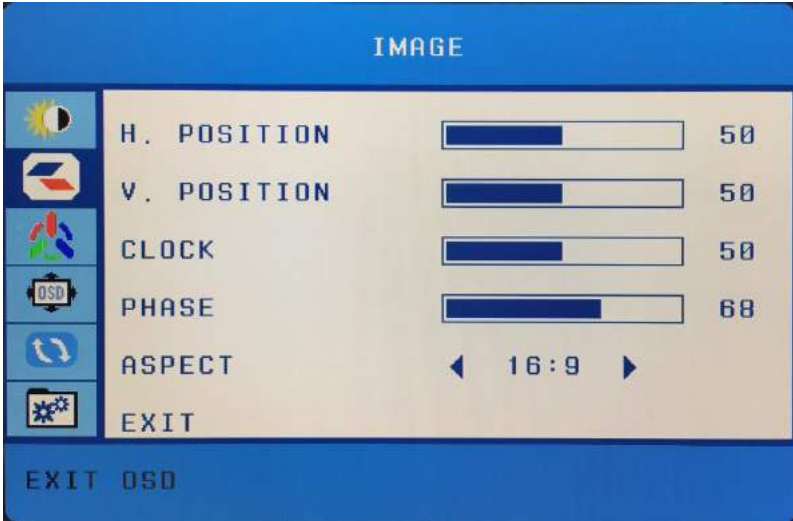 IMAGE
H. POSITION 50
V. POSITION 50
CLOCK 50
PHASE 68
OSD
ASPECT 16:9
EXIT
EXIT OSD